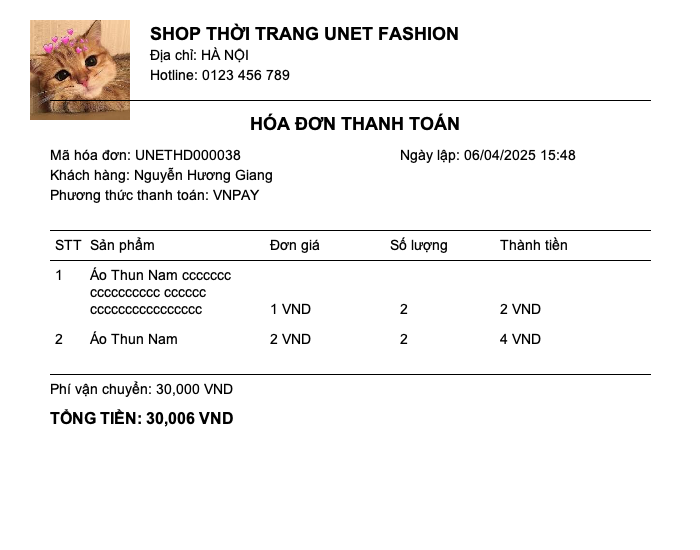 SHOP THỜI TRANG UNET FASHION
Địa chỉ: HÀ NỘI
Hotline: 0123 456 789
HÓA ĐƠN THANH TOÁN
Mã hóa đơn: UNETHD000038 Ngày lập: 06/04/2025 15:48
Khách hàng: Nguyễn Hương Giang
Phương thức thanh toán: VNPAY
STT Sản phẩm Đơn giá Số lượng Thành tiền
1 Áo Thun Nam ccccccc
cccccccccc cccccc
cccccccccccccccc 1 VND 2 2 VND
2 Áo Thun Nam 2 VND 2 4 VND
Phí vận chuyển: 30,000 VND
TỔNG TIỀN: 30,006 VND